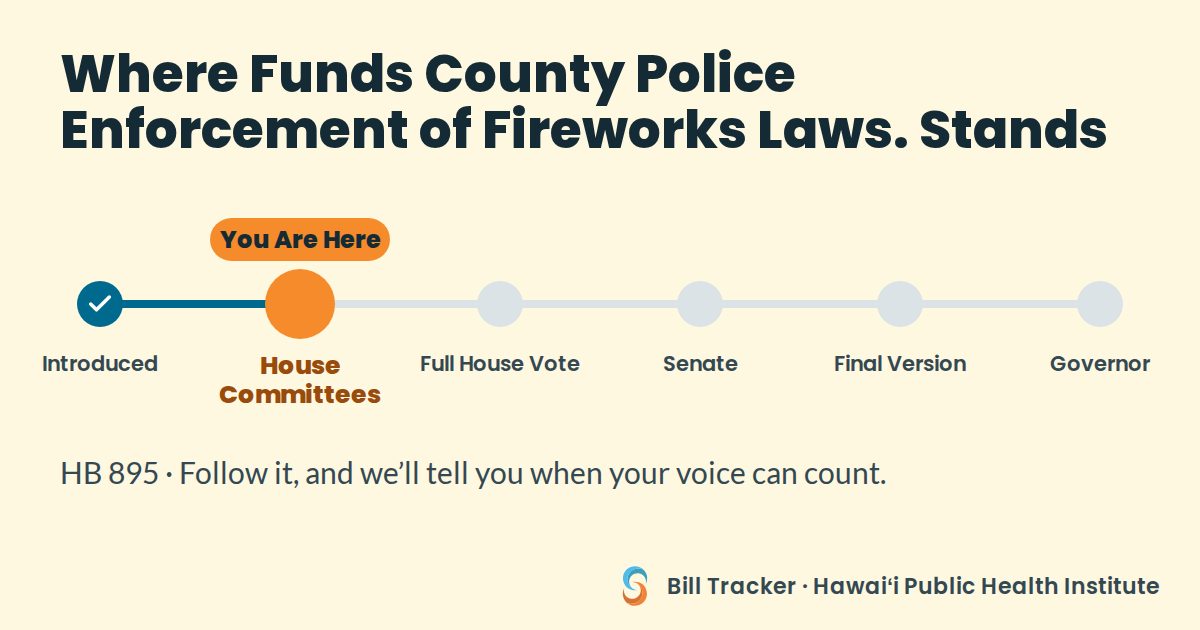 Where Funds County Police
Enforcement of Fireworks Laws. Stands
You Are Here
Introduced
House
Committees
Full House Vote
Senate
Final Version
Governor
HB 895 · Follow it, and we’ll tell you when your voice can count.
Bill Tracker · Hawaiʻi Public Health Institute